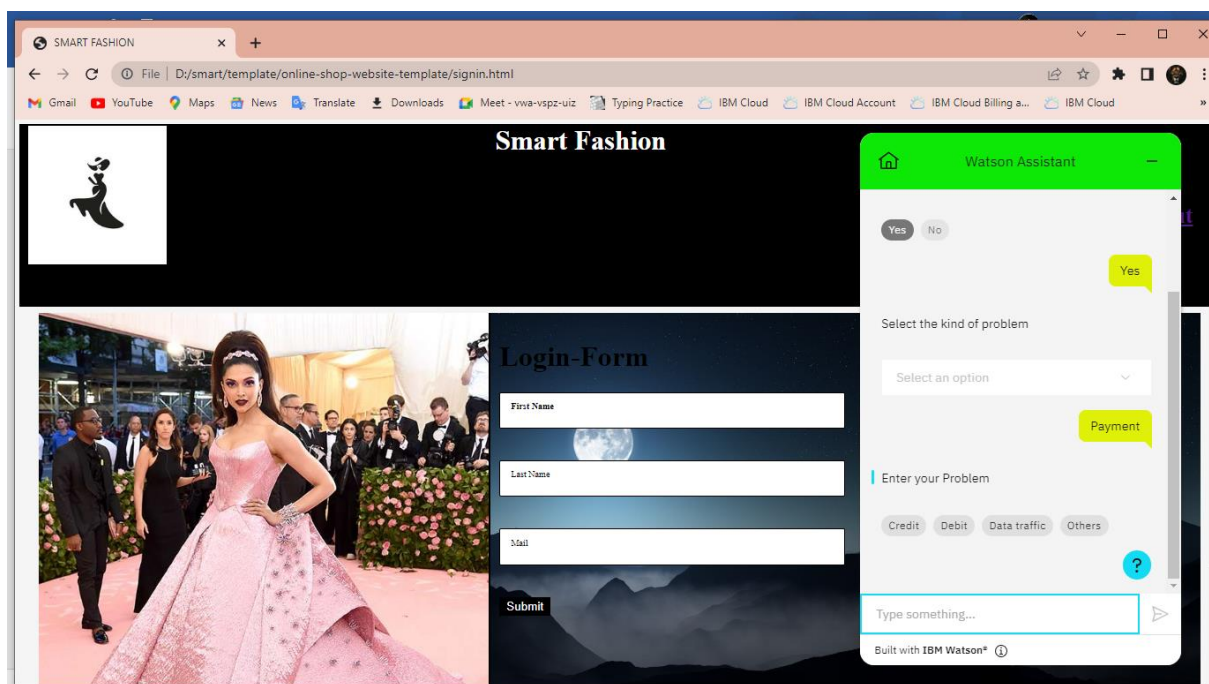 SMART FASHION
File D:/smart/template/online-shop-website-template/signin.html
Gmail YouTube Maps News Translate Downloads Meet - vwa-vspz-uiz Typing Practice IBM Cloud IBM Cloud Account IBM Cloud Billing a... IBM Cloud »
Smart Fashion
Login-Form
First Name
Last Name
Mail
Submit
Watson Assistant
Yes No
Yes
Select the kind of problem
Select an option
Payment
Enter your Problem
Credit Debit Data traffic Others
?
Type something...
Built with IBM Watson®